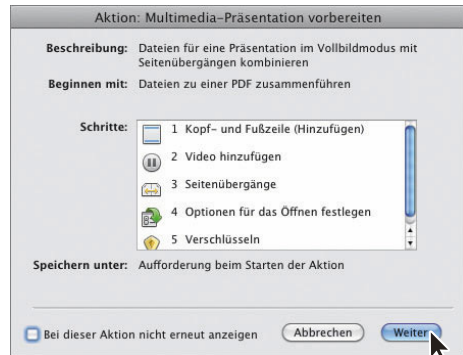 Aktion: Multimedia-Präsentation vorbereiten
Beschreibung: Dateien für eine Präsentation im Vollbildmodus mit
Seitenübergängen kombinieren
Beginnen mit: Dateien zu einer PDF zusammenführen
Schritte: 1 Kopf- und Fußzeile (Hinzufügen)
2 Video hinzufügen
3 Seitenübergänge
4 Optionen für das Öffnen festlegen
5 Verschlüsseln
Speichern unter: Aufforderung beim Starten der Aktion
Bei dieser Aktion nicht erneut anzeigen Abbrechen Weiter